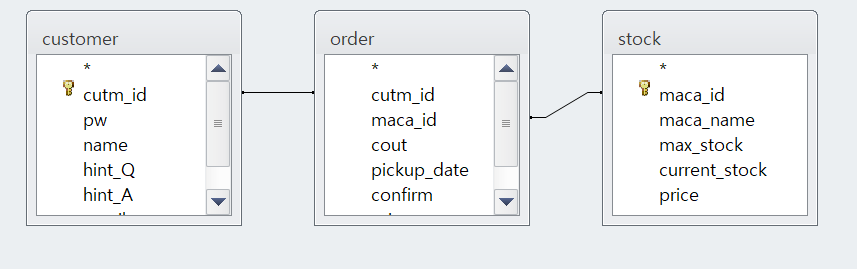 customer
*
cutm_id
pw
name
hint_Q
hint_A
order
*
cutm_id
maca_id
cout
pickup_date
confirm
stock
*
maca_id
maca_name
max_stock
current_stock
price